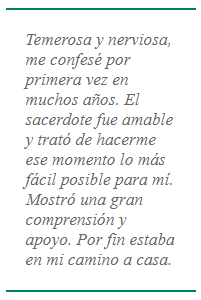 Temerosa y nerviosa,
me confesé por
primera vez en
muchos años. El
sacerdote fue amable
y trató de hacerme
ese momento lo más
fácil posible para mí.
Mostró una gran
comprensión y
apoyo. Por fin estaba
en mi camino a casa.